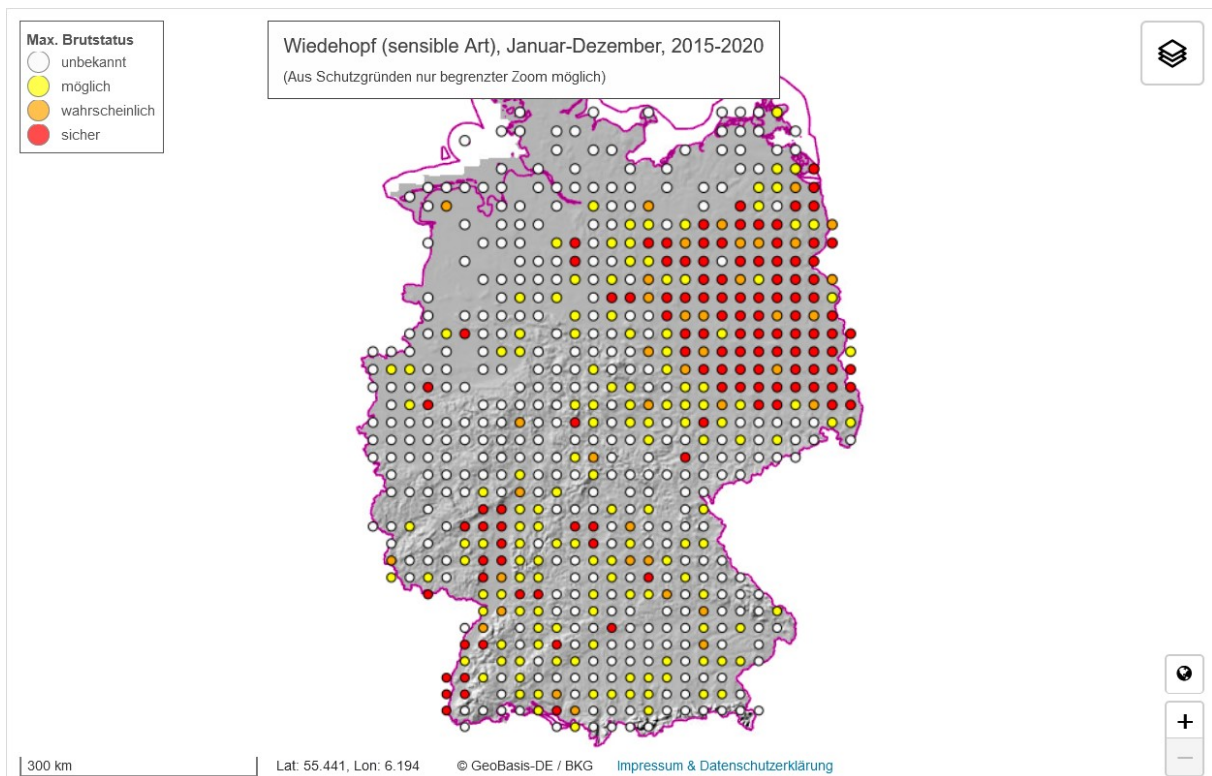 Max. Brutstatus
unbekannt
möglich
wahrscheinlich
sicher
Wiedehopf (sensible Art), Januar-Dezember, 2015-2020
(Aus Schutzgründen nur begrenzter Zoom möglich)
+
−
300 km
Lat: 55.441, Lon: 6.194
© GeoBasis-DE / BKG
Impressum & Datenschutzerklärung